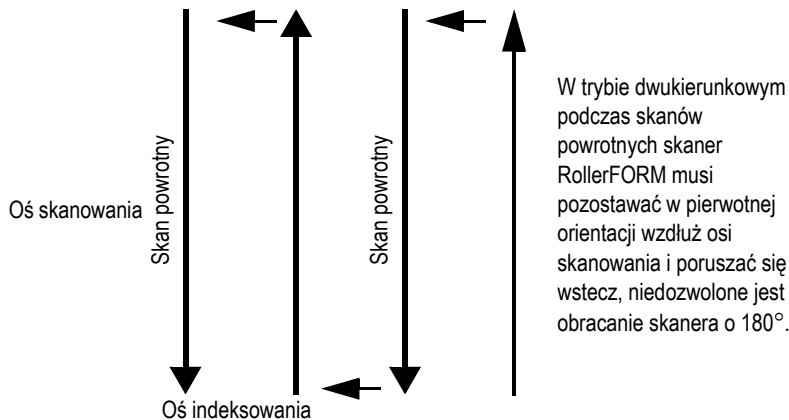 Oś skanowania
Skan powrotny
Skan powrotny
Oś indeksowania
W trybie dwukierunkowym
podczas skanów
powrotnych skaner
RollerFORM musi
pozostawać w pierwotnej
orientacji wzdłuż osi
skanowania i poruszać się
wstecz, niedozwolone jest
obracanie skanera o 180°.